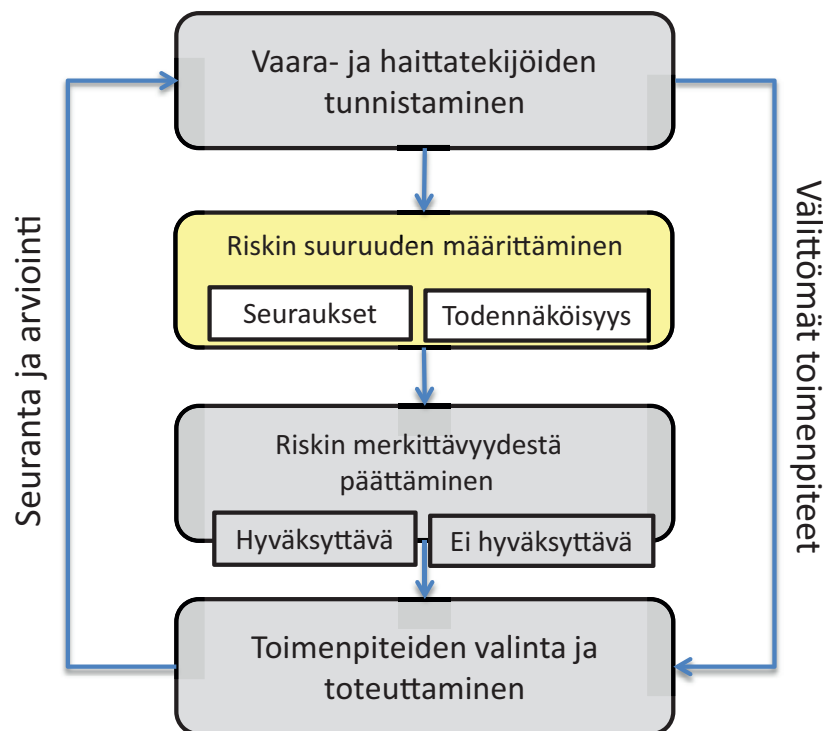 Vaara- ja haittatekijöiden
tunnistaminen
Riskin suuruuden määrittäminen
Seuraukset
Todennäköisyys
Riskin merkittävyydestä
päättäminen
Hyväksyttävä
Ei hyväksyttävä
Toimenpiteiden valinta ja
toteuttaminen
Seuranta ja arviointi
Välittömät toimenpiteet